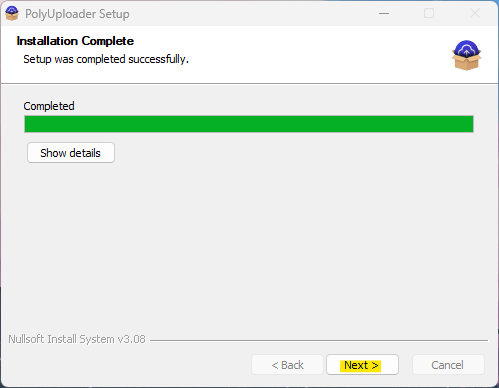 PolyUploader Setup
Installation Complete
Setup was completed successfully.
Completed
Show details
Nullsoft Install System v3.08
< Back
Next >
Cancel